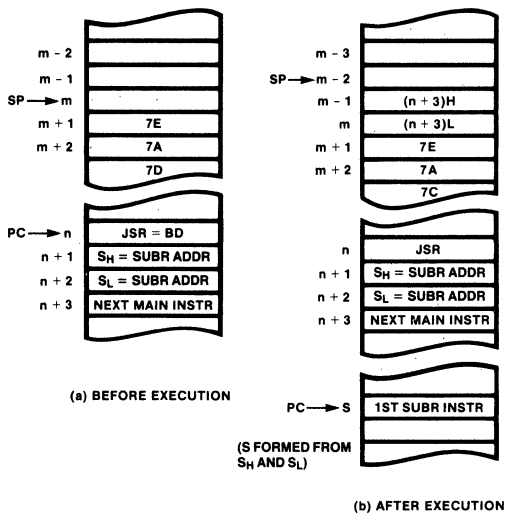 m - 2
m - 1
SP m
m + 1 7E
m + 2 7A
7D
PC n JSR = BD
n + 1 SH = SUBR ADDR
n + 2 SL = SUBR ADDR
n + 3 NEXT MAIN INSTR
(a) BEFORE EXECUTION
m - 3
SP m - 2
m - 1 (n + 3)H
m (n + 3)L
m + 1 7E
m + 2 7A
7C
n JSR
n + 1 SH = SUBR ADDR
n + 2 SL = SUBR ADDR
n + 3 NEXT MAIN INSTR
PC S 1ST SUBR INSTR
(S FORMED FROM
SH AND SL)
(b) AFTER EXECUTION